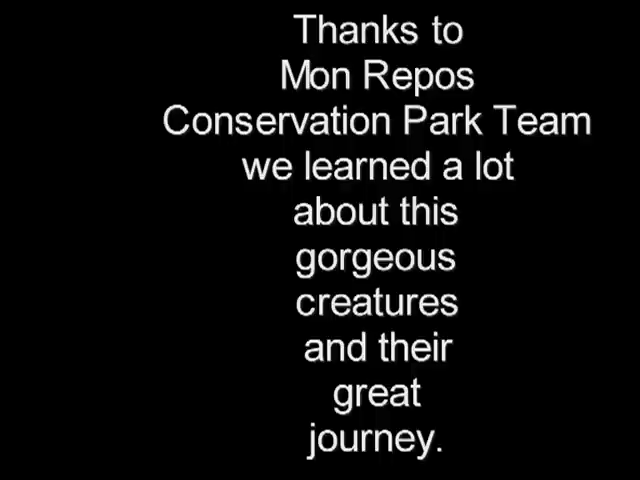 Thanks to
Mon Repos
Conservation Park Team
we learned a lot
about this
gorgeous
creatures
and their
great
journey.